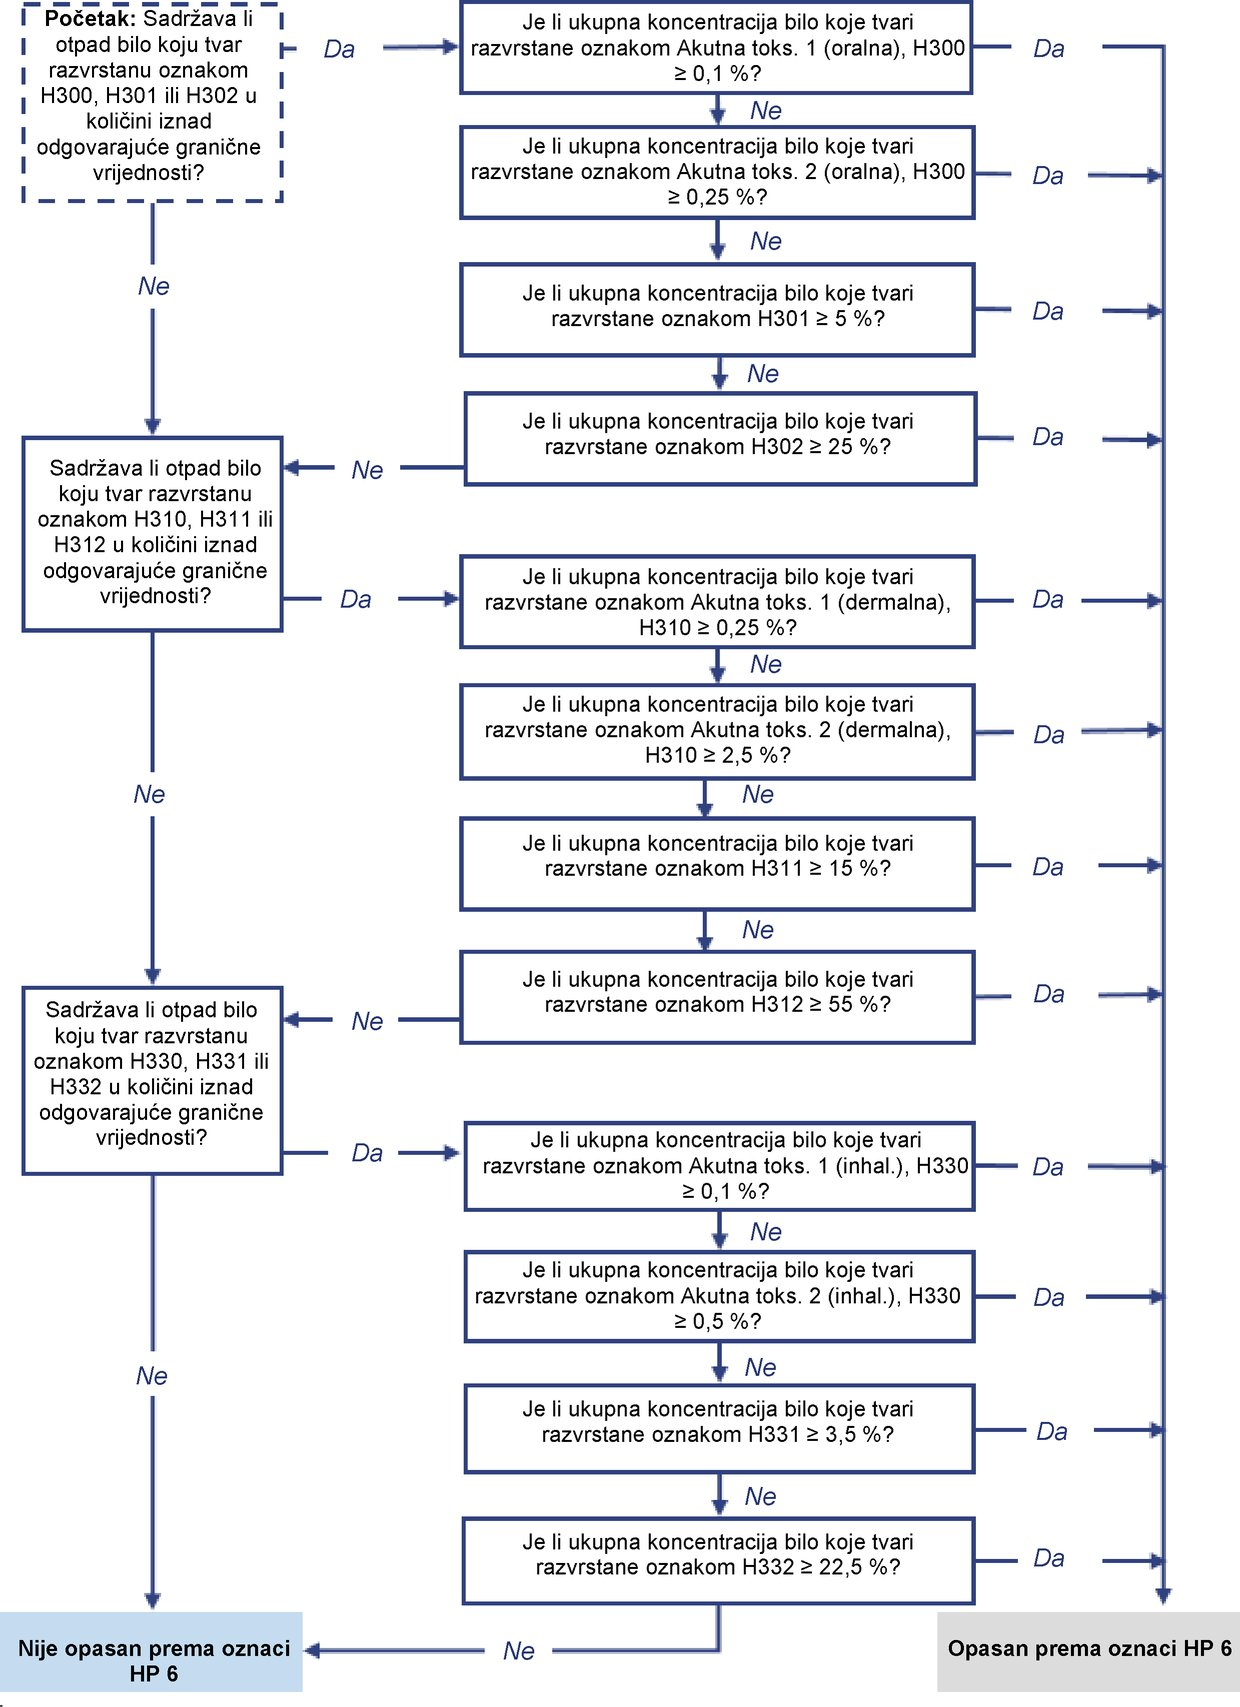 Početak: Sadržava li
otpad bilo koju tvar
razvrstanu oznakom
H300, H301 ili H302 u
količini iznad
odgovarajuće granične
vrijednosti?
Da
Je li ukupna koncentracija bilo koje tvari
razvrstane oznakom Akutna toks. 1 (oralna), H300
≥ 0,1 %?
Da
Ne
Je li ukupna koncentracija bilo koje tvari
razvrstane oznakom Akutna toks. 2 (oralna), H300
≥ 0,25 %?
Da
Ne
Ne
Je li ukupna koncentracija bilo koje tvari
razvrstane oznakom H301 ≥ 5 %?
Da
Ne
Je li ukupna koncentracija bilo koje tvari
razvrstane oznakom H302 ≥ 25 %?
Da
Ne
Sadržava li otpad bilo
koju tvar razvrstanu
oznakom H310, H311 ili
H312 u količini iznad
odgovarajuće granične
vrijednosti?
Da
Je li ukupna koncentracija bilo koje tvari
razvrstane oznakom Akutna toks. 1 (dermalna),
H310 ≥ 0,25 %?
Da
Ne
Je li ukupna koncentracija bilo koje tvari
razvrstane oznakom Akutna toks. 2 (dermalna),
H310 ≥ 2,5 %?
Da
Ne
Ne
Je li ukupna koncentracija bilo koje tvari
razvrstane oznakom H311 ≥ 15 %?
Da
Ne
Je li ukupna koncentracija bilo koje tvari
razvrstane oznakom H312 ≥ 55 %?
Da
Ne
Sadržava li otpad bilo
koju tvar razvrstanu
oznakom H330, H331 ili
H332 u količini iznad
odgovarajuće granične
vrijednosti?
Da
Je li ukupna koncentracija bilo koje tvari
razvrstane oznakom Akutna toks. 1 (inhal.), H330
≥ 0,1 %?
Da
Ne
Je li ukupna koncentracija bilo koje tvari
razvrstane oznakom Akutna toks. 2 (inhal.), H330
≥ 0,5 %?
Da
Ne
Ne
Je li ukupna koncentracija bilo koje tvari
razvrstane oznakom H331 ≥ 3,5 %?
Da
Ne
Je li ukupna koncentracija bilo koje tvari
razvrstane oznakom H332 ≥ 22,5 %?
Da
Ne
Nije opasan prema oznaci
HP 6
Opasan prema oznaci HP 6